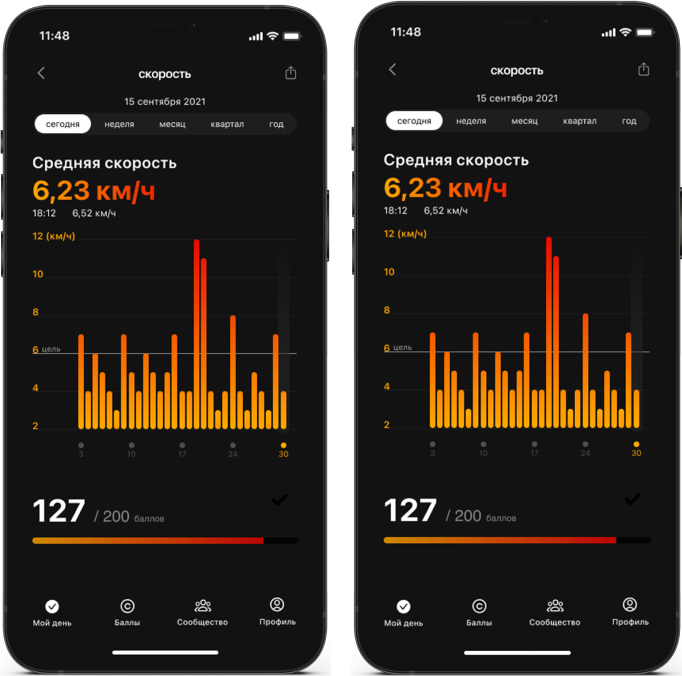 11:48
скорость
15 сентября 2021
сегодня неделя месяц квартал год
Средняя скорость
6,23 км/ч
18:12 6,52 км/ч
12 (км/ч)
10
8
6 цель
4
2
3 10 17 24 30
127 / 200 баллов
Мой день Баллы Сообщество Профиль
11:48
скорость
15 сентября 2021
сегодня неделя месяц квартал год
Средняя скорость
6,23 км/ч
18:12 6,52 км/ч
12 (км/ч)
10
8
6 цель
4
2
3 10 17 24 30
127 / 200 баллов
Мой день Баллы Сообщество Профиль